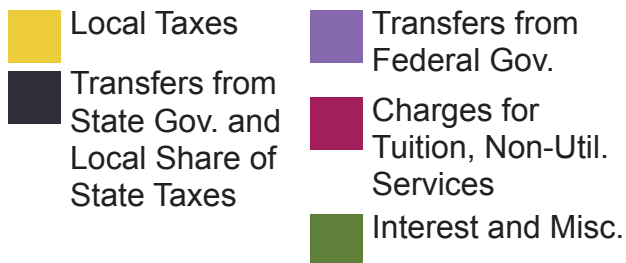 Local Taxes
Transfers from
State Gov. and
Local Share of
State Taxes
Transfers from
Federal Gov.
Charges for
Tuition, Non-Util.
Services
Interest and Misc.